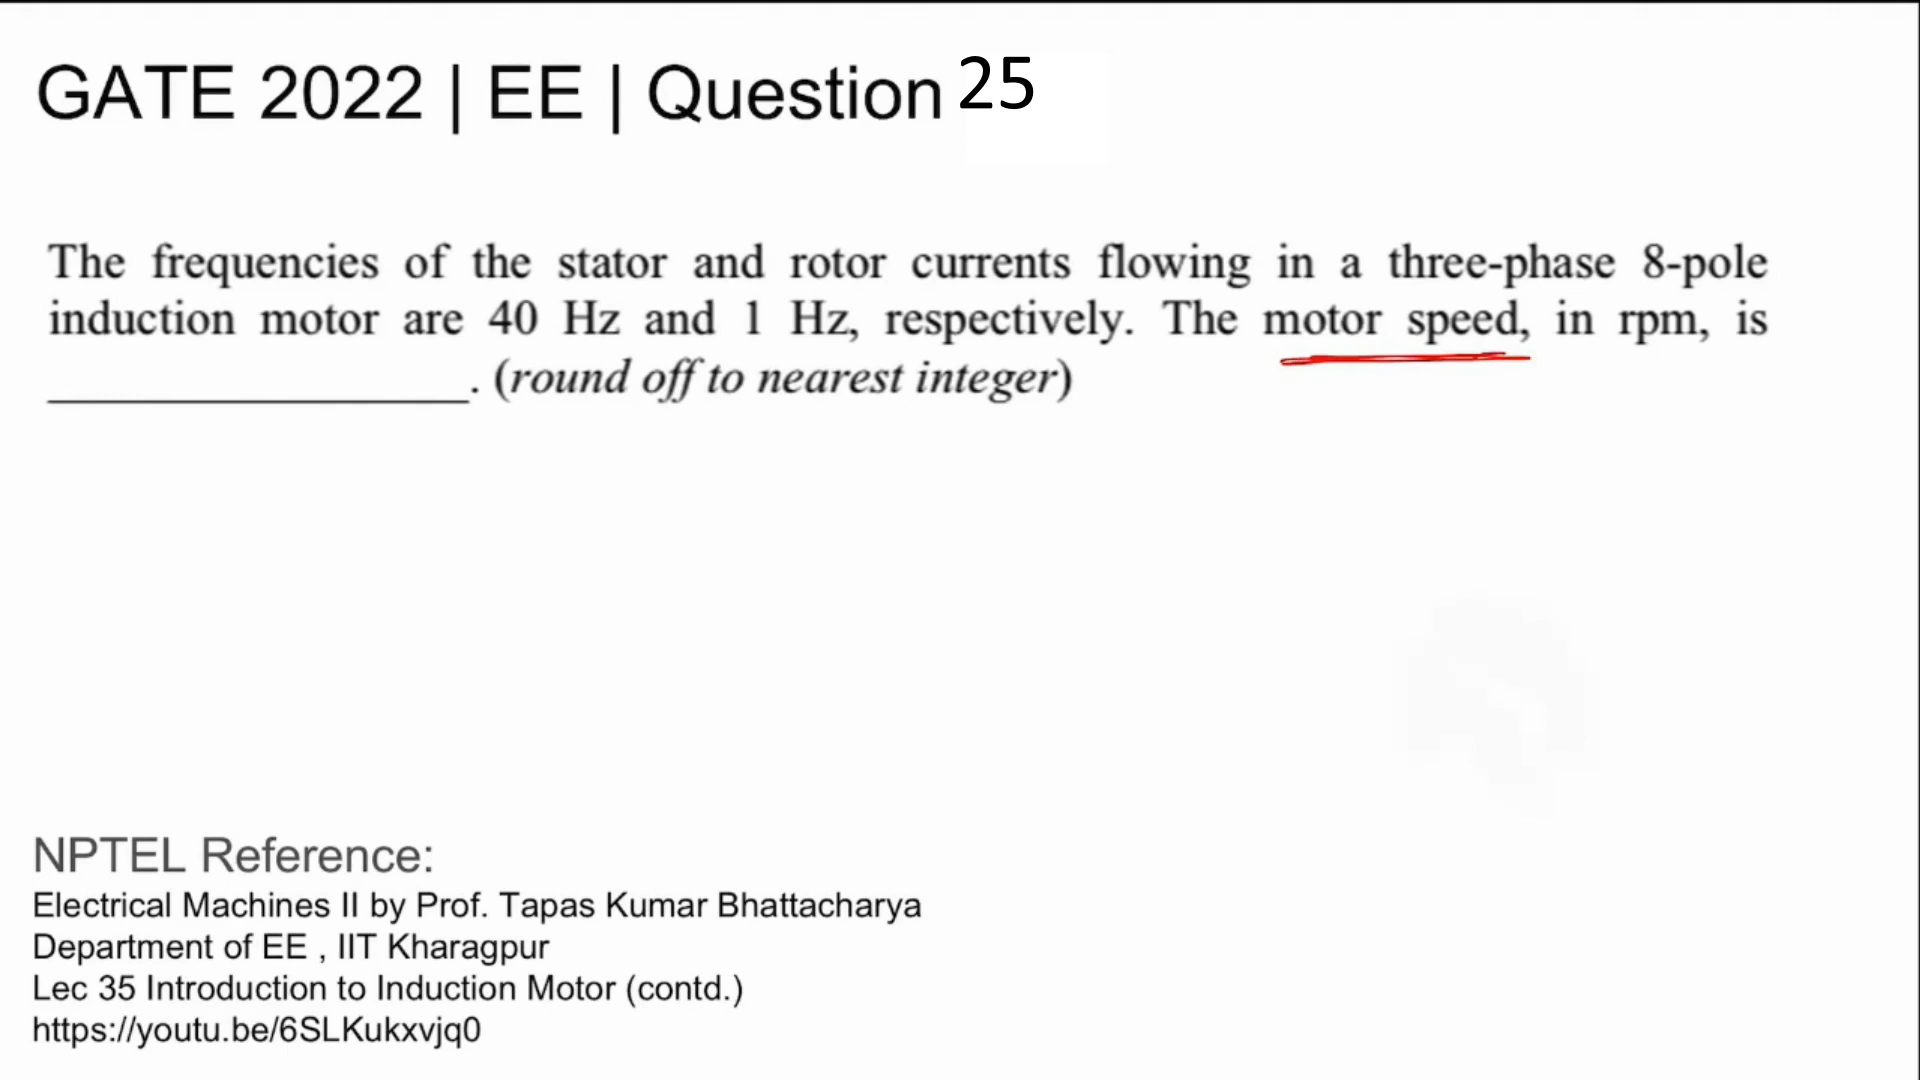 GATE 2022 | EE | Question 25
The frequencies of the stator and rotor currents flowing in a three-phase 8-pole
induction motor are 40 Hz and 1 Hz, respectively. The motor speed, in rpm, is
________________. (round off to nearest integer)
NPTEL Reference:
Electrical Machines II by Prof. Tapas Kumar Bhattacharya
Department of EE , IIT Kharagpur
Lec 35 Introduction to Induction Motor (contd.)
https://youtu.be/6SLKukxvjq0